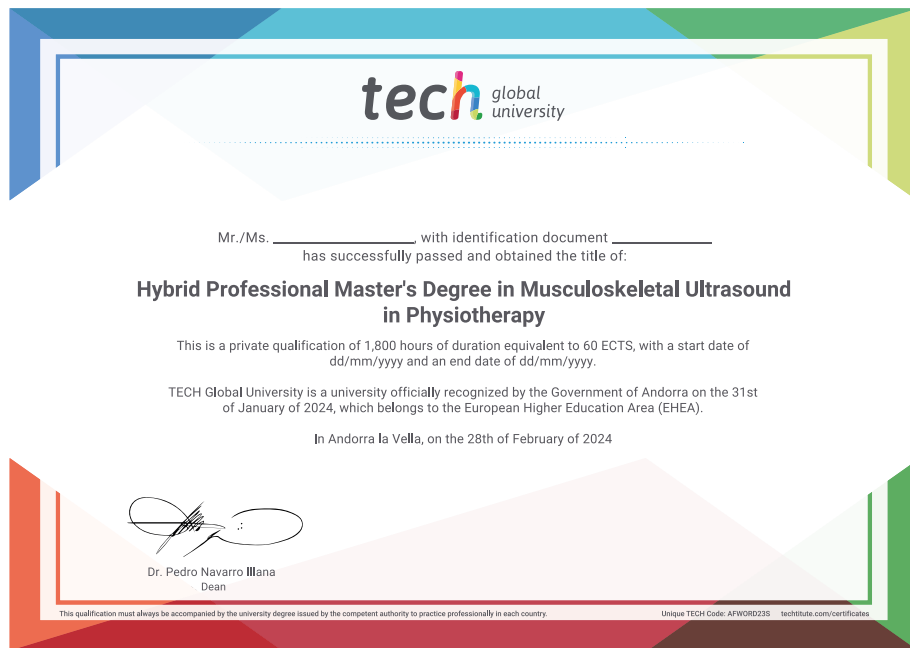 tech global university
Mr./Ms. ____________________, with identification document ______________
has successfully passed and obtained the title of:
Hybrid Professional Master's Degree in Musculoskeletal Ultrasound
in Physiotherapy
This is a private qualification of 1,800 hours of duration equivalent to 60 ECTS, with a start date of
dd/mm/yyyy and an end date of dd/mm/yyyy.
TECH Global University is a university officially recognized by the Government of Andorra on the 31st
of January of 2024, which belongs to the European Higher Education Area (EHEA).
In Andorra la Vella, on the 28th of February of 2024
Dr. Pedro Navarro Illana
Dean
This qualification must always be accompanied by the university degree issued by the competent authority to practice professionally in each country.
Unique TECH Code: AFWORD23S techtitute.com/certificates